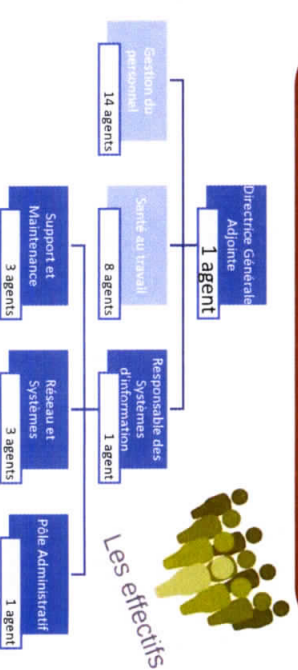 Les effectifs
Directrice Générale
Adjointe
1 agent
Gestion du
personnel
14 agents
Santé au travail
8 agents
Responsable des
Systèmes
d'information
1 agent
Support et
Maintenance
3 agents
Réseau et
Systèmes
3 agents
Pôle Administratif
1 agent